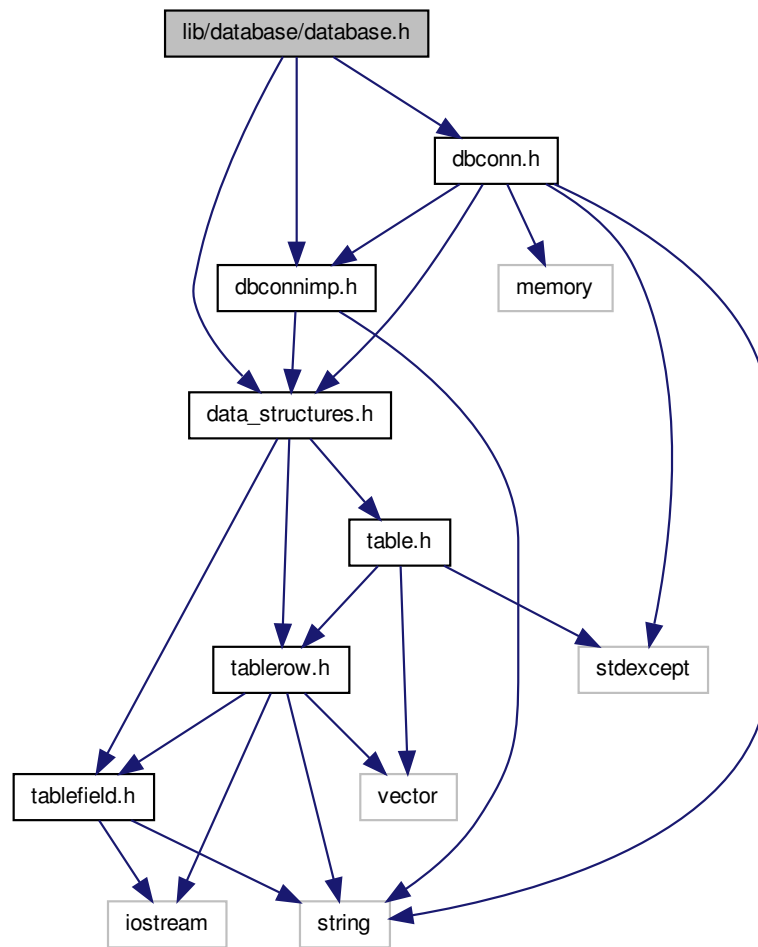 lib/database/database.h
dbconn.h
dbconnimp.h
memory
data_structures.h
table.h
tablerow.h
stdexcept
tablefield.h
vector
iostream
string